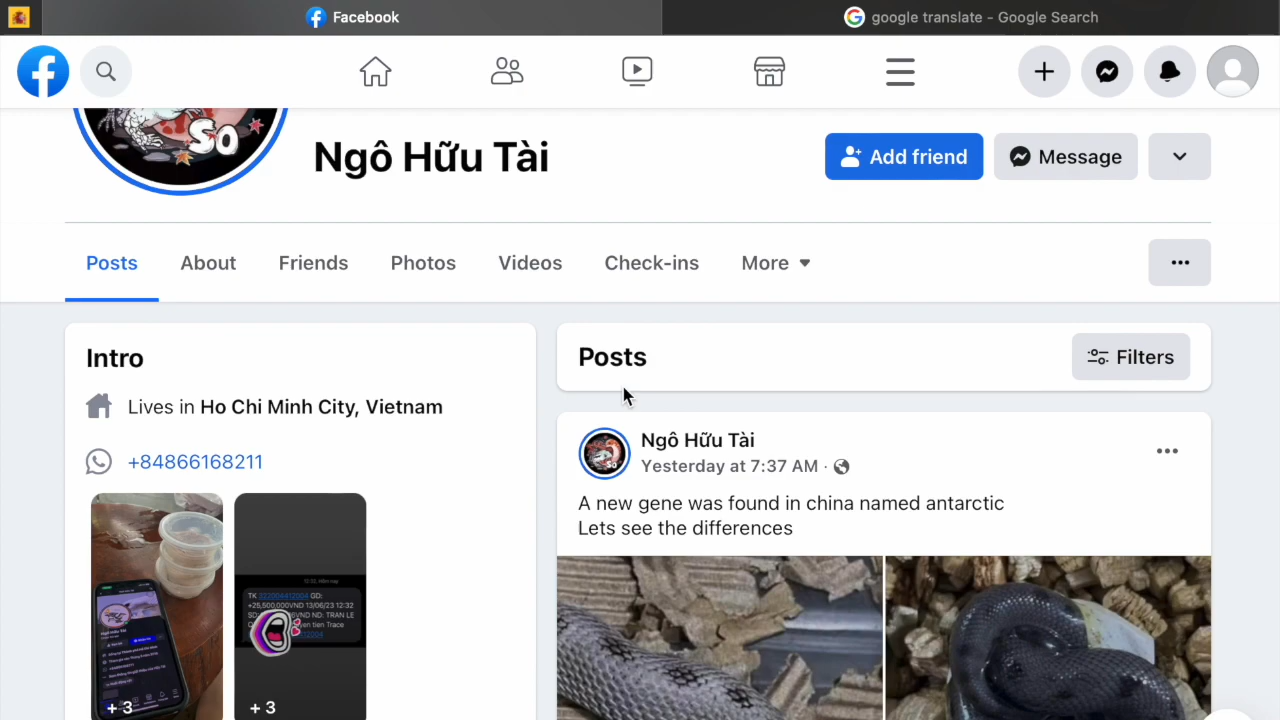 Facebook
google translate - Google Search
So
Ngô Hữu Tài
Add friend
Message
Posts
About
Friends
Photos
Videos
Check-ins
More
Intro
Lives in Ho Chi Minh City, Vietnam
+84866168211
+ 3
+ 3
Posts
Filters
Ngô Hữu Tài
Yesterday at 7:37 AM ·
A new gene was found in china named antarctic
Lets see the differences